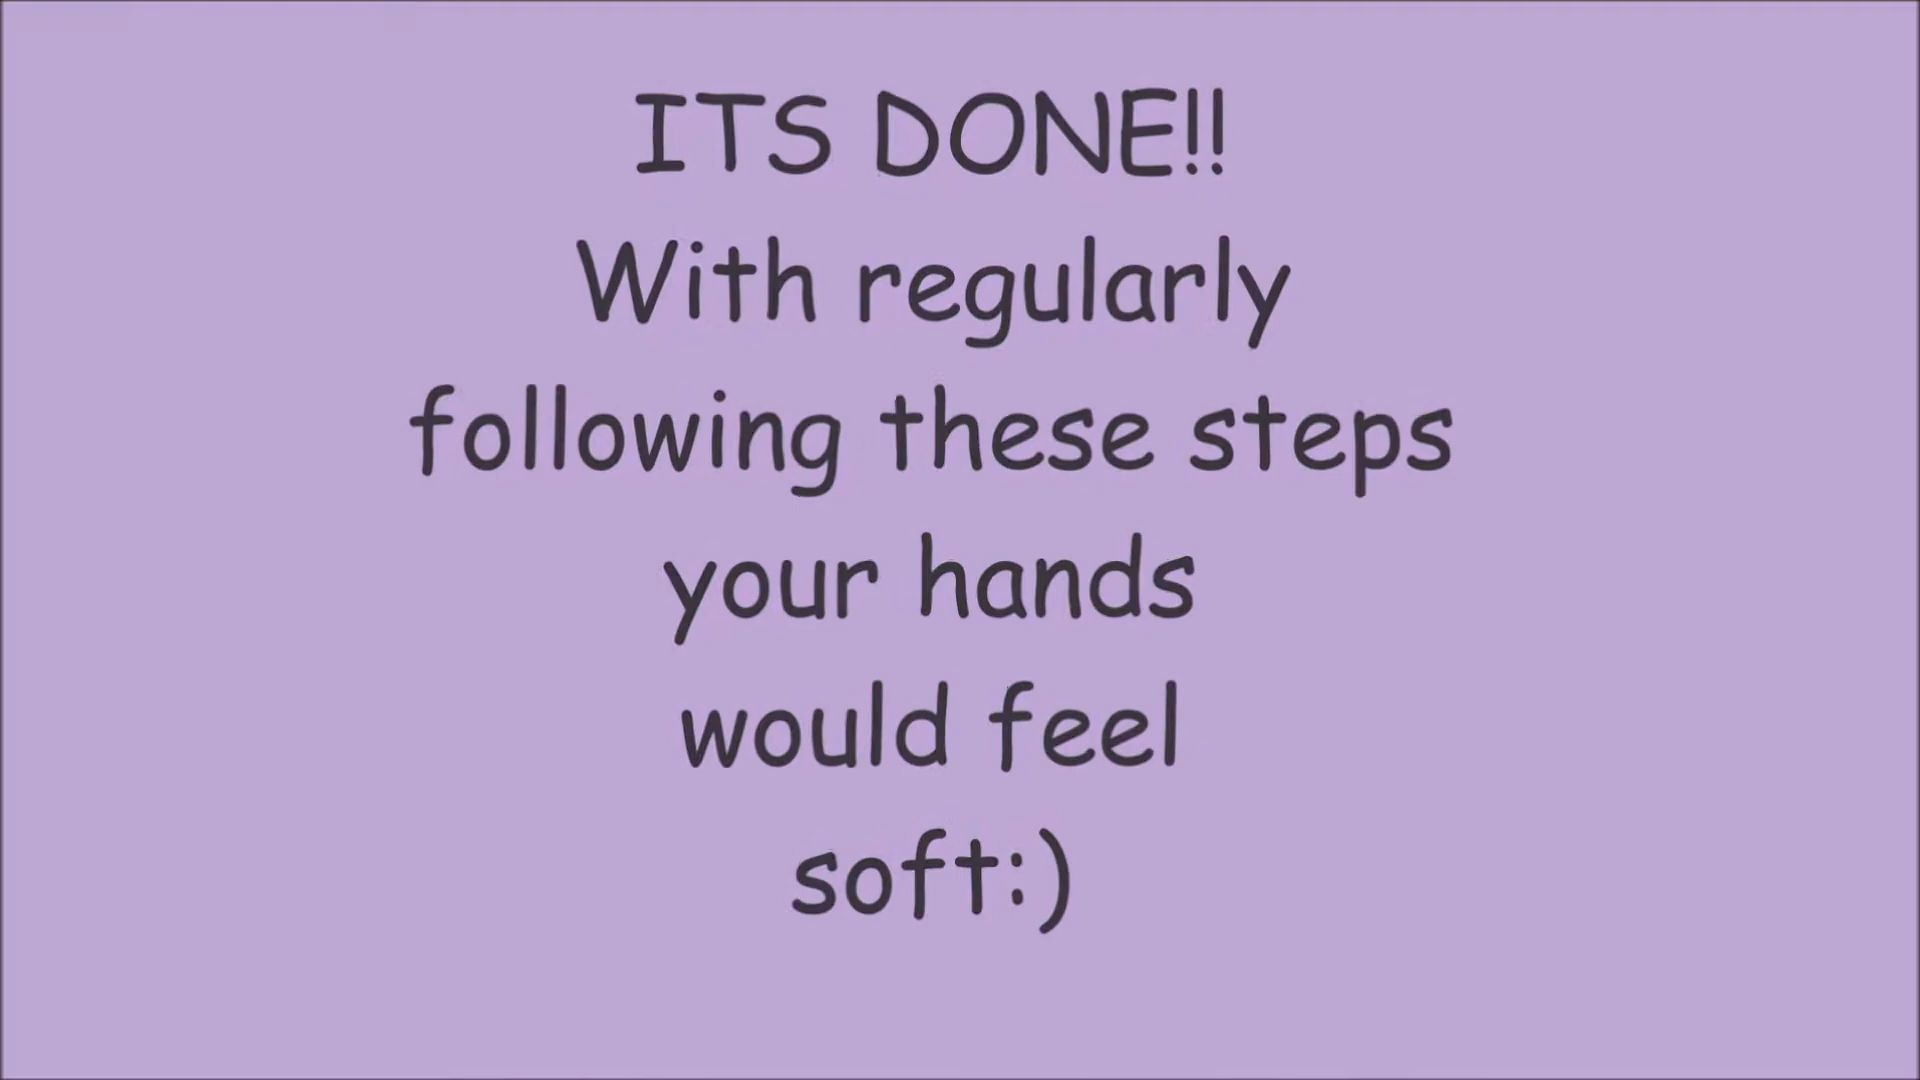 ITS DONE!!
With regularly
following these steps
your hands
would feel
soft:)